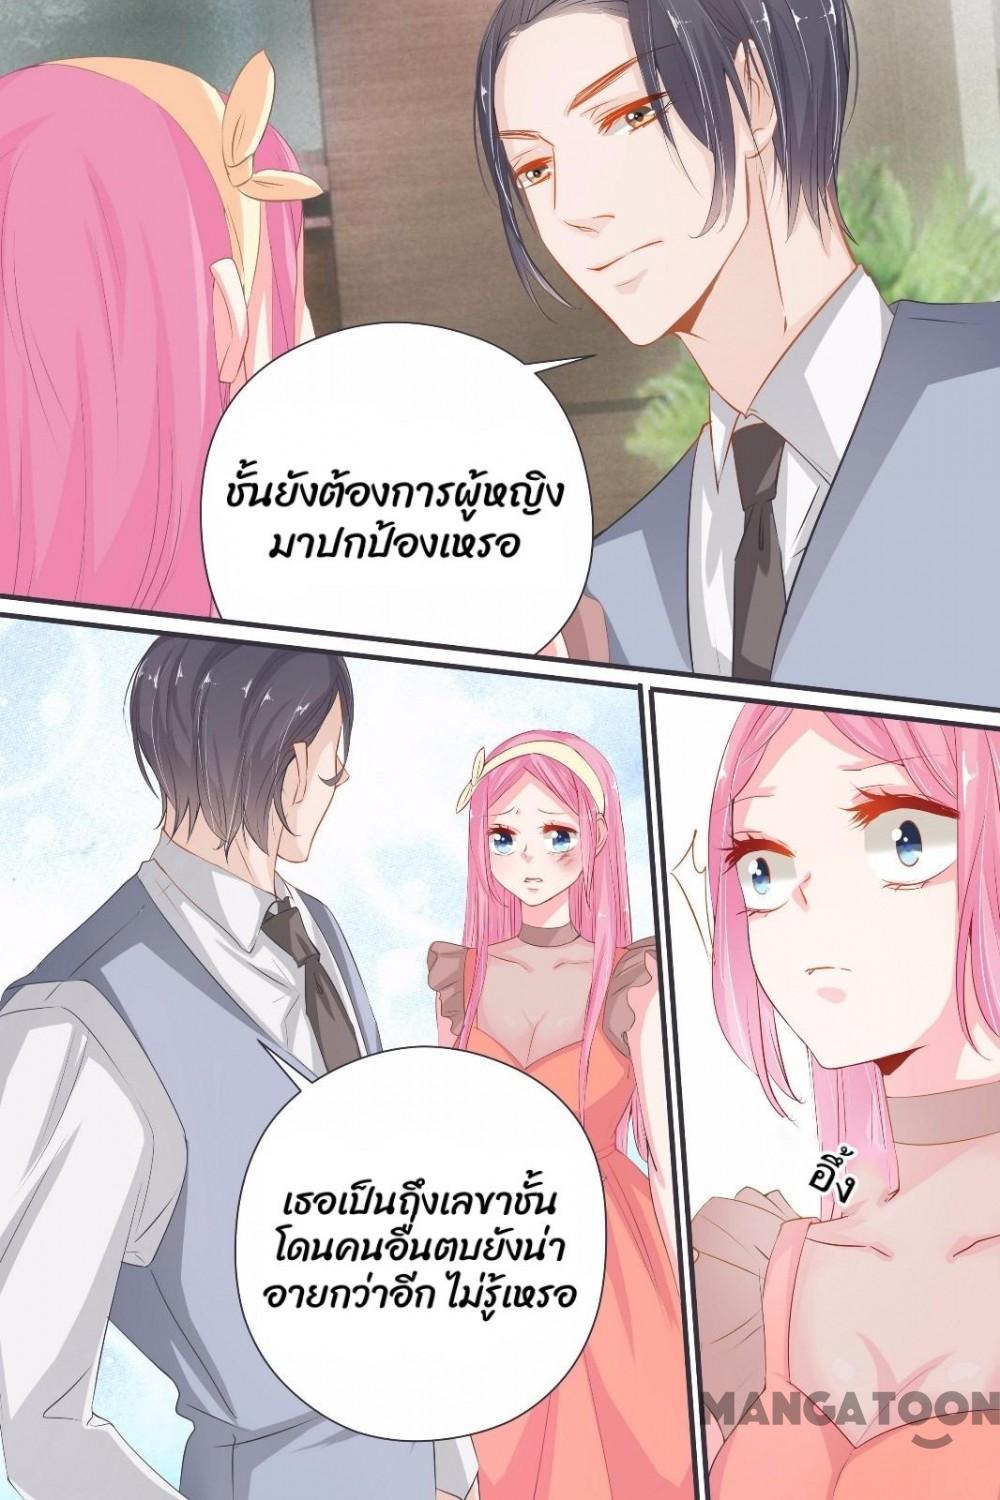 ชั้นยังต้องการผู้หญิง
มาปกป้องเหรอ
เธอเป็นถึงเลขาชั้น
โดนคนอื่นตบยังน่า
อายกว่าอีก ไม่รู้เหรอ
อึ้ง
MANGATOON